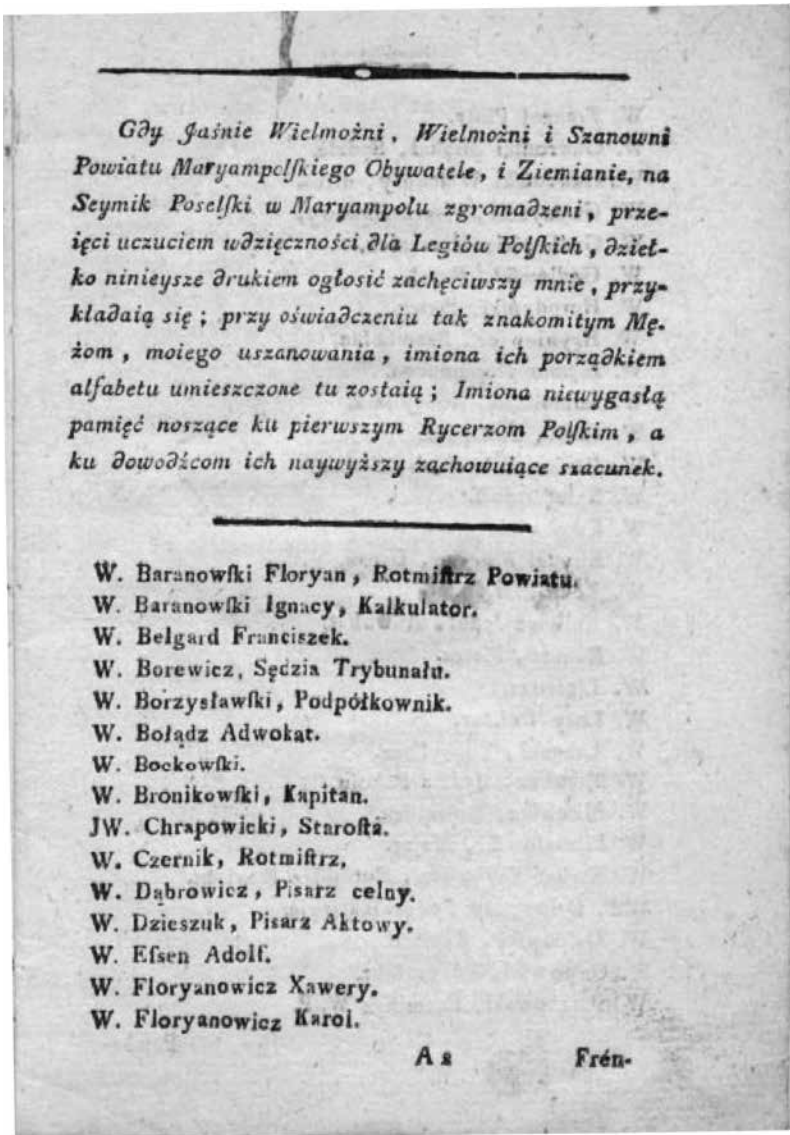 Gdy Jaśnie Wielmożni, Wielmożni i Szanowni
Powiatu Maryampolſkiego Obywatele, i Ziemianie, na
Seymik Poselſki w Maryampolu zgromadzeni, prze-
ięci uczuciem wdzięczności dla Legiów Polſkich, dzieł-
ko ninieysze drukiem ogłosić zachęciwszy mnie, przy-
kładaią się; przy oświadczeniu tak znakomitym Mę-
żom, moiego uszanowania, imiona ich porządkiem
alfabetu umieszczone tu zostaią; Imiona niewygasłą
pamięć noszące ku pierwszym Rycerzom Polſkim, a
ku dowodźcom ich naywyższy zachowuiące szacunek.
W. Baranowſki Floryan, Rotmiſtrz Powiatu.
W. Baranowſki Ignacy, Kalkulator.
W. Belgard Franciszek.
W. Borewicz, Sędzia Trybunału.
W. Borzysławſki, Podpółkownik.
W. Bołądz Adwokat.
W. Bockowſki.
W. Bronikowſki, Kapitan.
JW. Chrapowicki, Staroſta.
W. Czernik, Rotmiſtrz.
W. Dąbrowicz, Pisarz celny.
W. Dzieszuk, Pisarz Aktowy.
W. Eſsen Adolf.
W. Floryanowicz Xawery.
W. Floryanowicz Karol.
A 2 Frén-